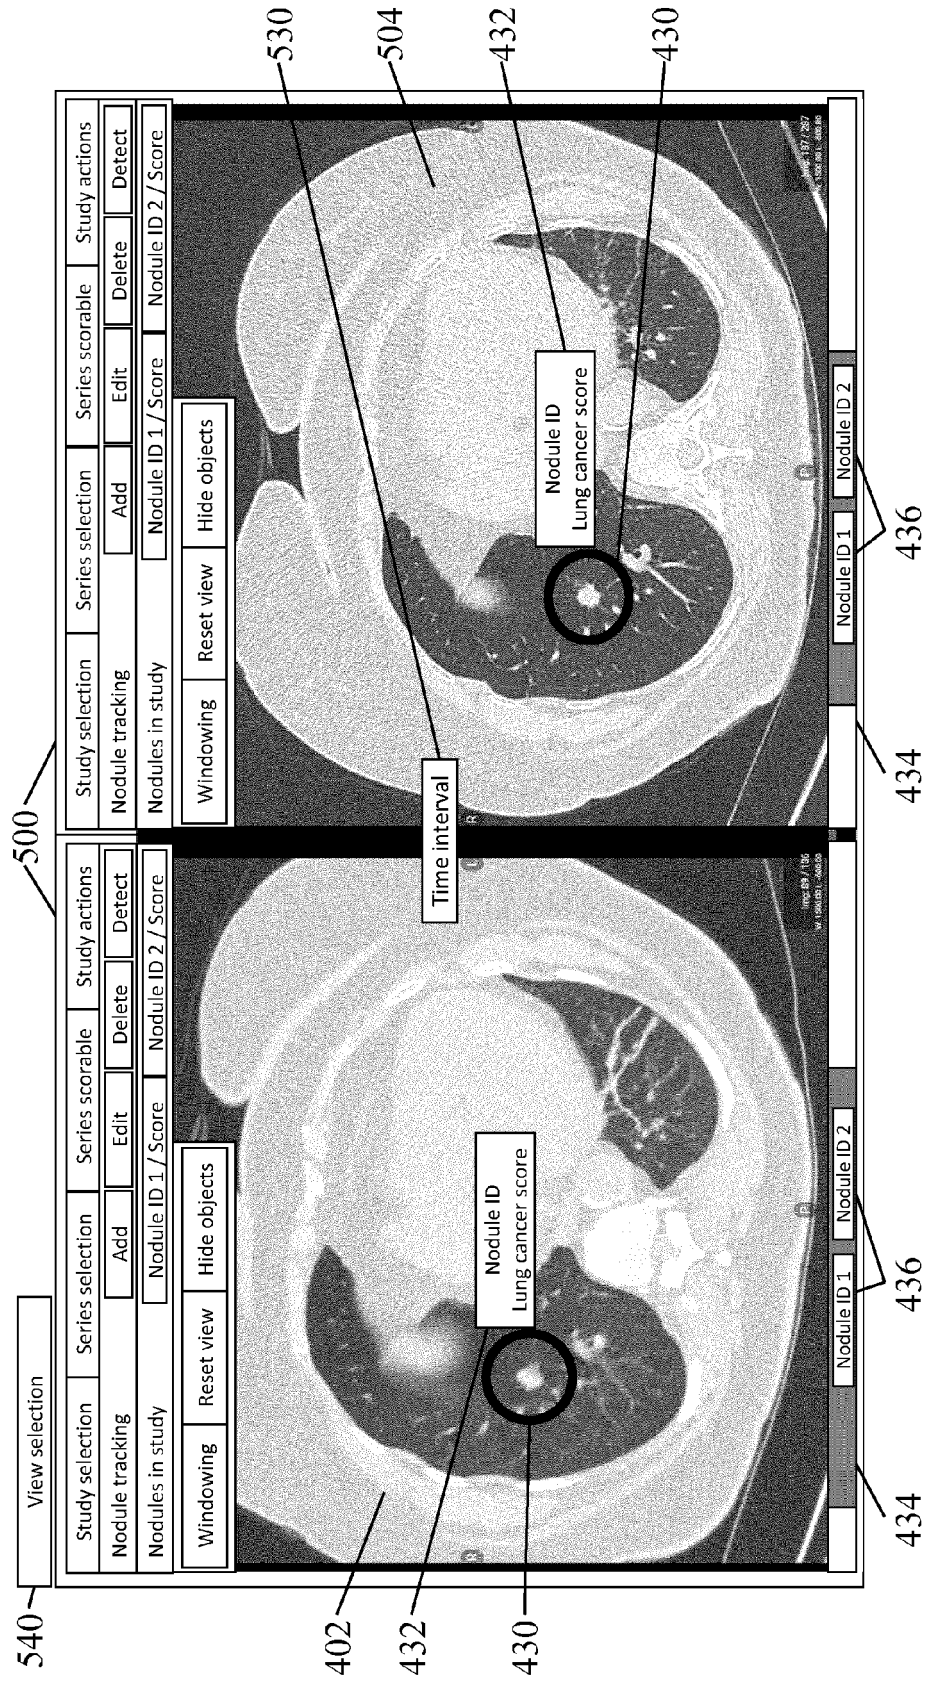 540
View selection
500
Study selection
Series selection
Series scorable
Study actions
Nodule tracking
Add
Edit
Delete
Detect
Nodules in study
Nodule ID 1 / Score
Nodule ID 2 / Score
Windowing
Reset view
Hide objects
402
432
430
Nodule ID
Lung cancer score
R
Img: 89 / 136
Nodule ID 1
Nodule ID 2
434
436
Time interval
Study selection
Series selection
Series scorable
Study actions
Nodule tracking
Add
Edit
Delete
Detect
Nodules in study
Nodule ID 1 / Score
Nodule ID 2 / Score
Windowing
Reset view
Hide objects
530
504
432
430
Nodule ID
Lung cancer score
R
Nodule ID 1
Nodule ID 2
434
436